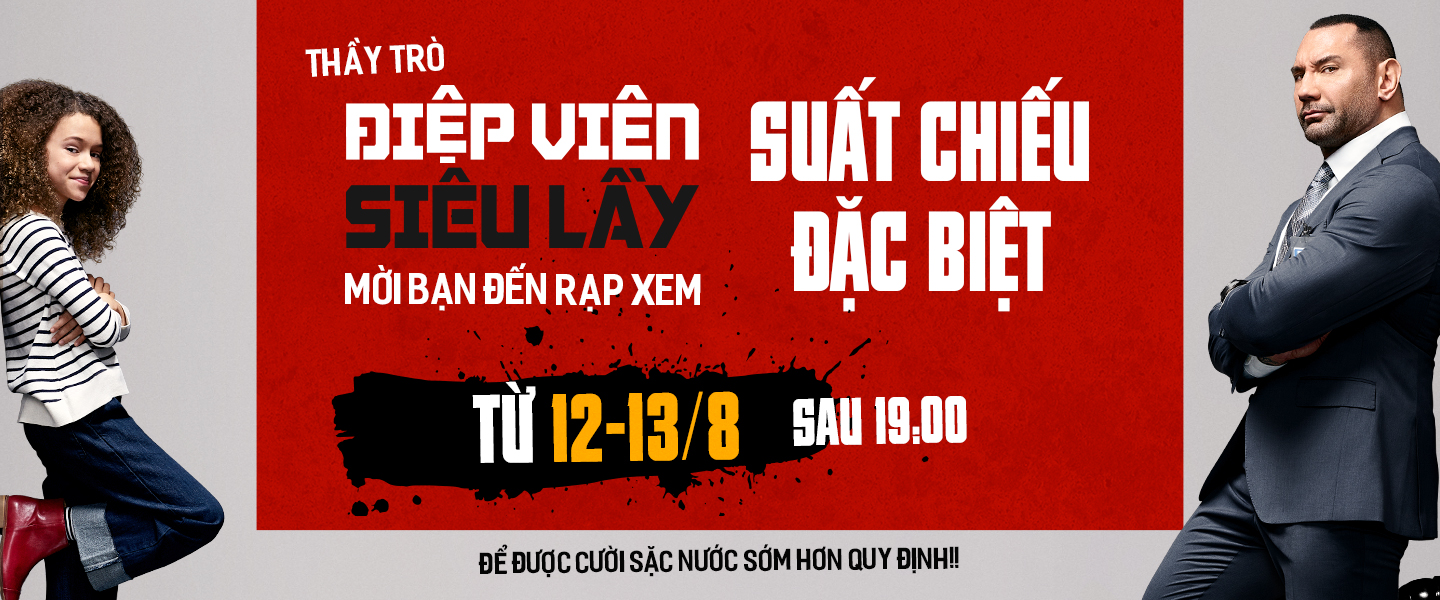 THẦY TRÒ
ĐIỆP VIÊN
SIÊU LẦY
MỜI BẠN ĐẾN RẠP XEM
SUẤT CHIẾU
ĐẶC BIỆT
TỪ 12-13/8 SAU 19:00
ĐỂ ĐƯỢC CƯỜI SẶC NƯỚC SỚM HƠN QUY ĐỊNH!!